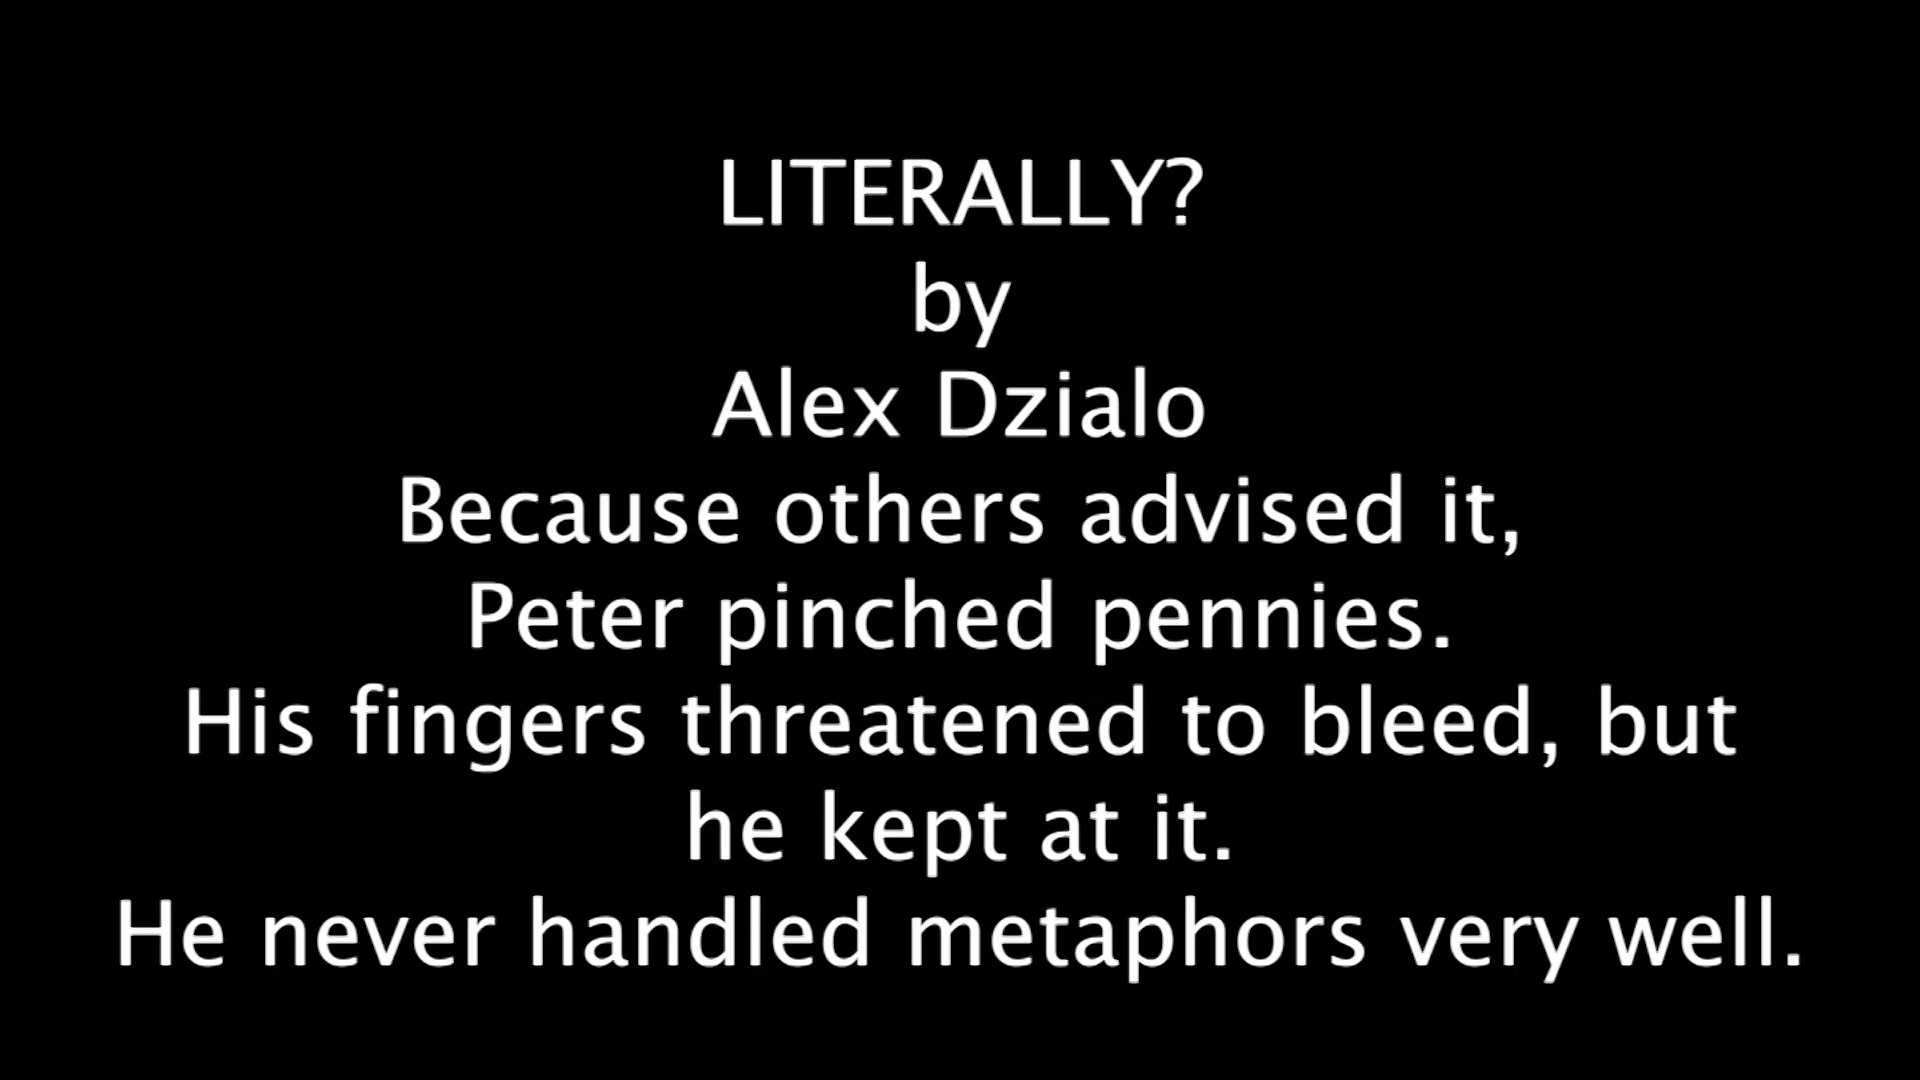 LITERALLY?
by
Alex Dzialo
Because others advised it,
Peter pinched pennies.
His fingers threatened to bleed, but
he kept at it.
He never handled metaphors very well.